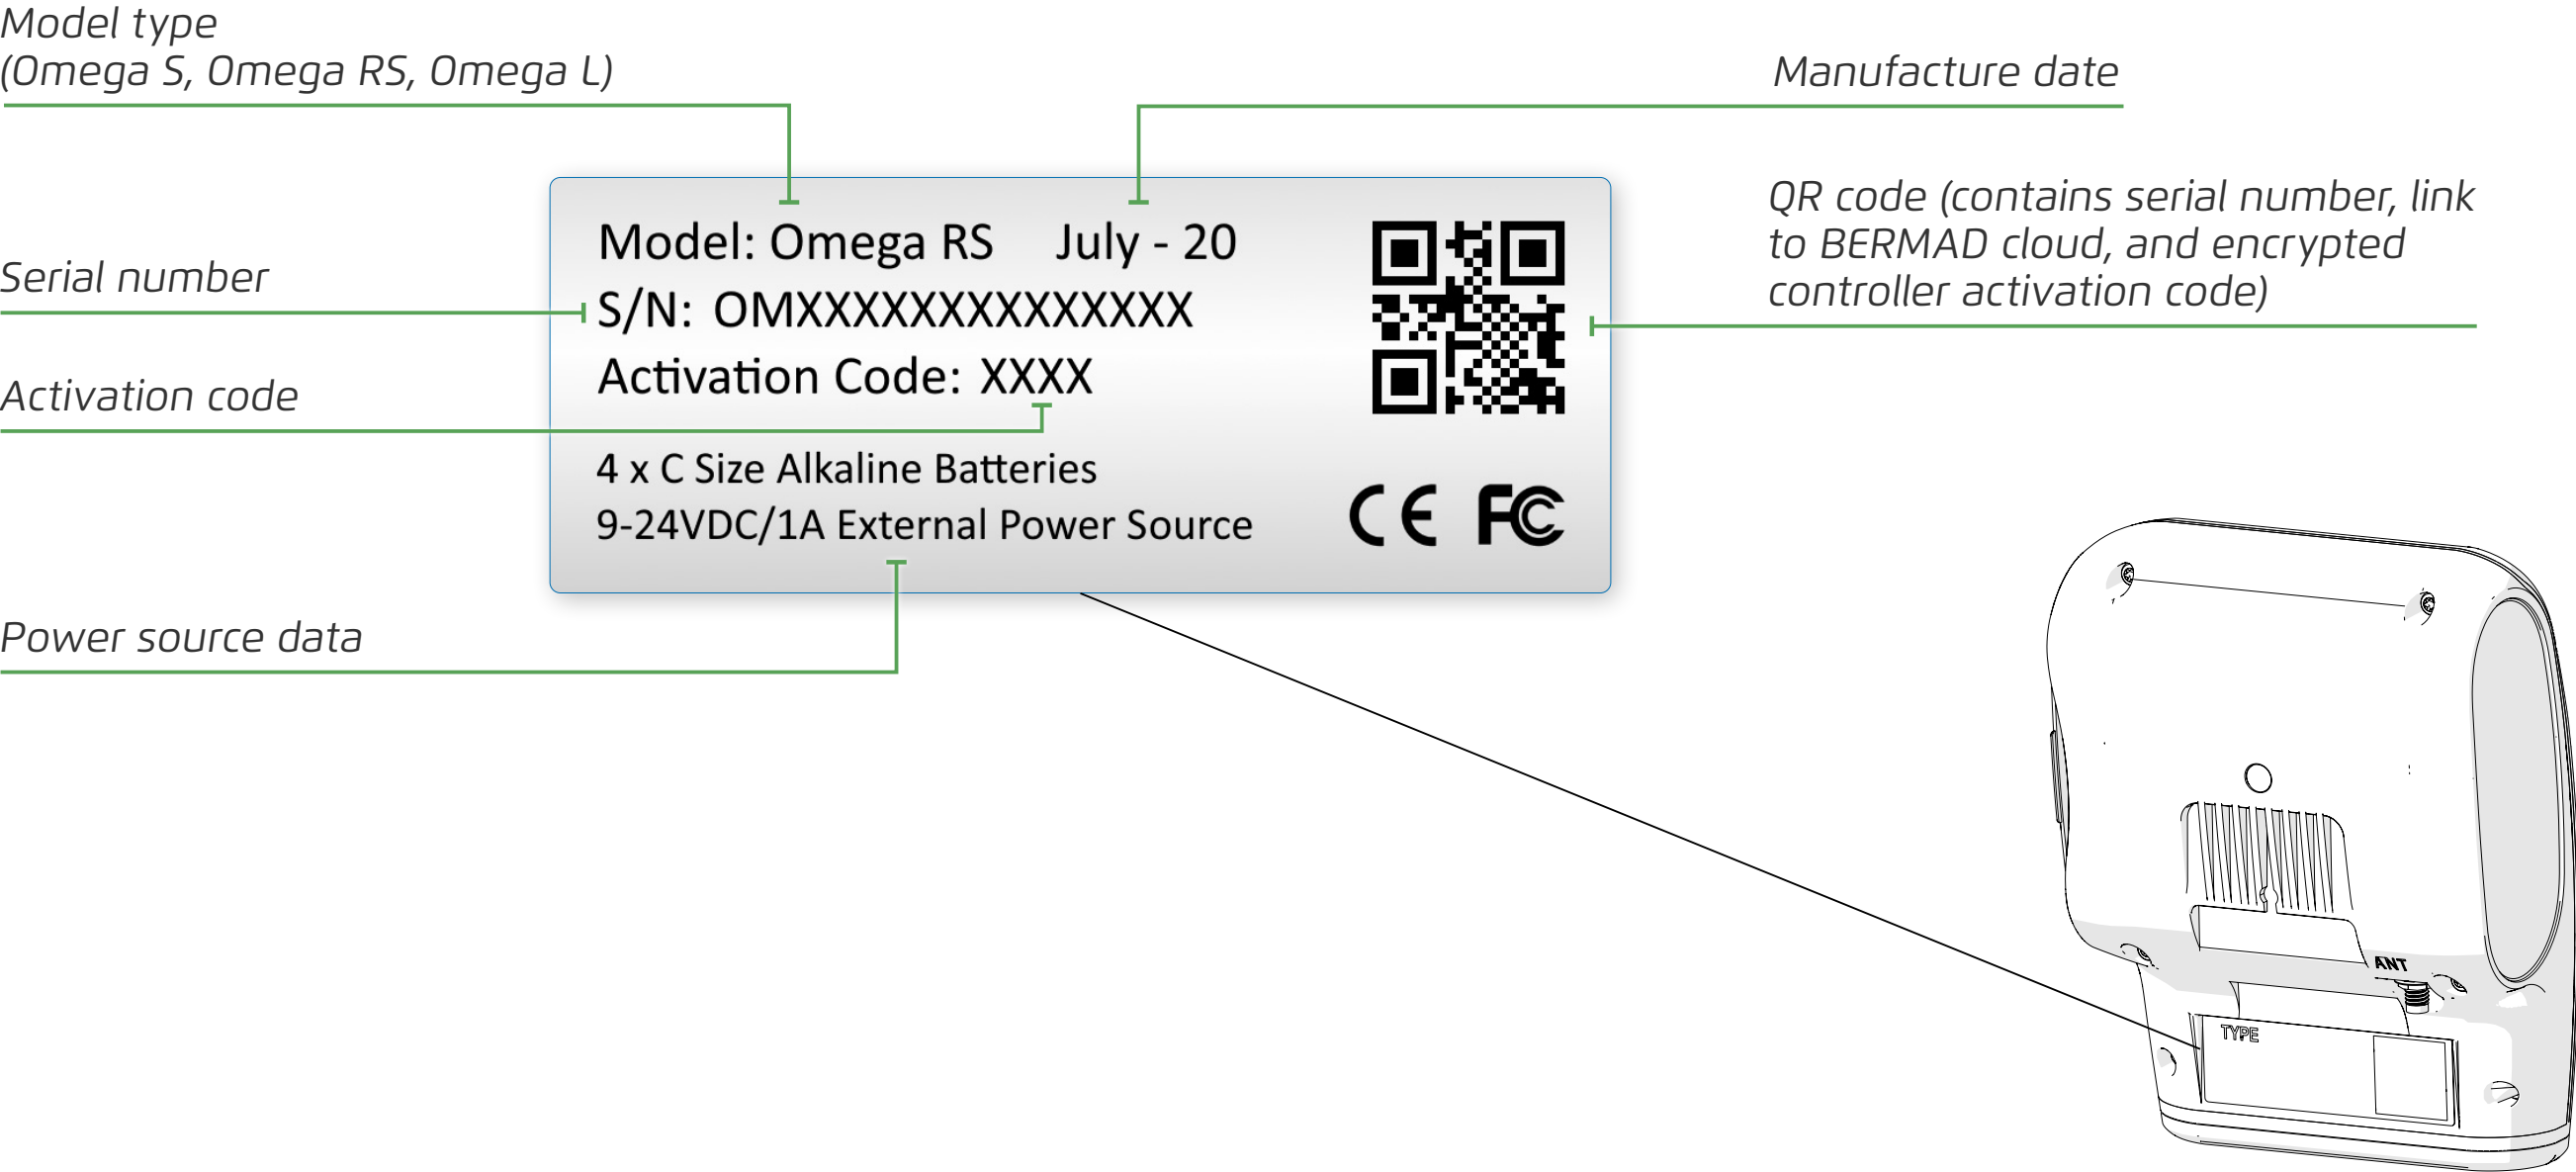 Model type
(Omega S, Omega RS, Omega L)
Manufacture date
QR code (contains serial number, link
to BERMAD cloud, and encrypted
controller activation code)
Serial number
Activation code
Power source data
Model: Omega RS July - 20
S/N: OMXXXXXXXXXXXXXX
Activation Code: XXXX
4 x C Size Alkaline Batteries
9-24VDC/1A External Power Source
CE FC
ANT
TYPE